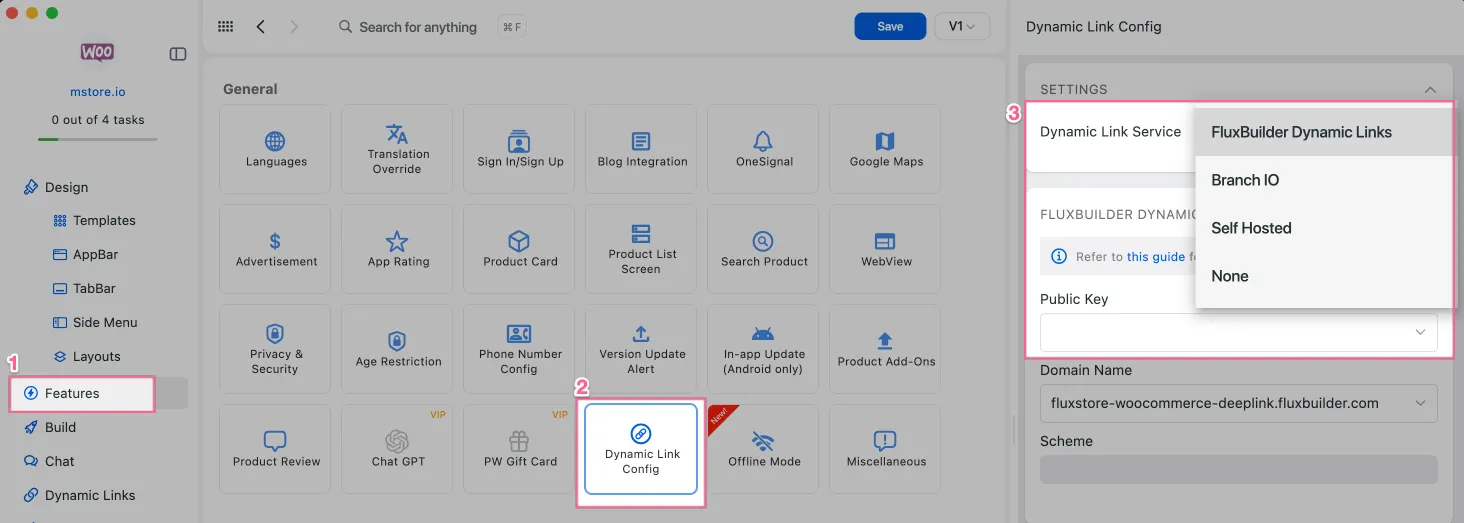 WOO
mstore.io
0 out of 4 tasks
Design
Templates
AppBar
TabBar
Side Menu
Layouts
1
Features
Build
Chat
Dynamic Links
Search for anything
⌘ F
Save
V1
General
Languages
Translation
Override
Sign In/Sign Up
Blog Integration
OneSignal
Google Maps
$
Advertisement
App Rating
Product Card
Product List
Screen
Search Product
WebView
Privacy &
Security
Age Restriction
Phone Number
Config
Version Update
Alert
In-app Update
(Android only)
Product Add-Ons
Product Review
VIP
Chat GPT
VIP
PW Gift Card
2
Dynamic Link
Config
New!
Offline Mode
Miscellaneous
Dynamic Link Config
SETTINGS
3
Dynamic Link Service
FluxBuilder Dynamic Links
Branch IO
Self Hosted
None
FLUXBUILDER DYNAMIC
Refer to this guide f
Public Key
Domain Name
fluxstore-woocommerce-deeplink.fluxbuilder.com
Scheme